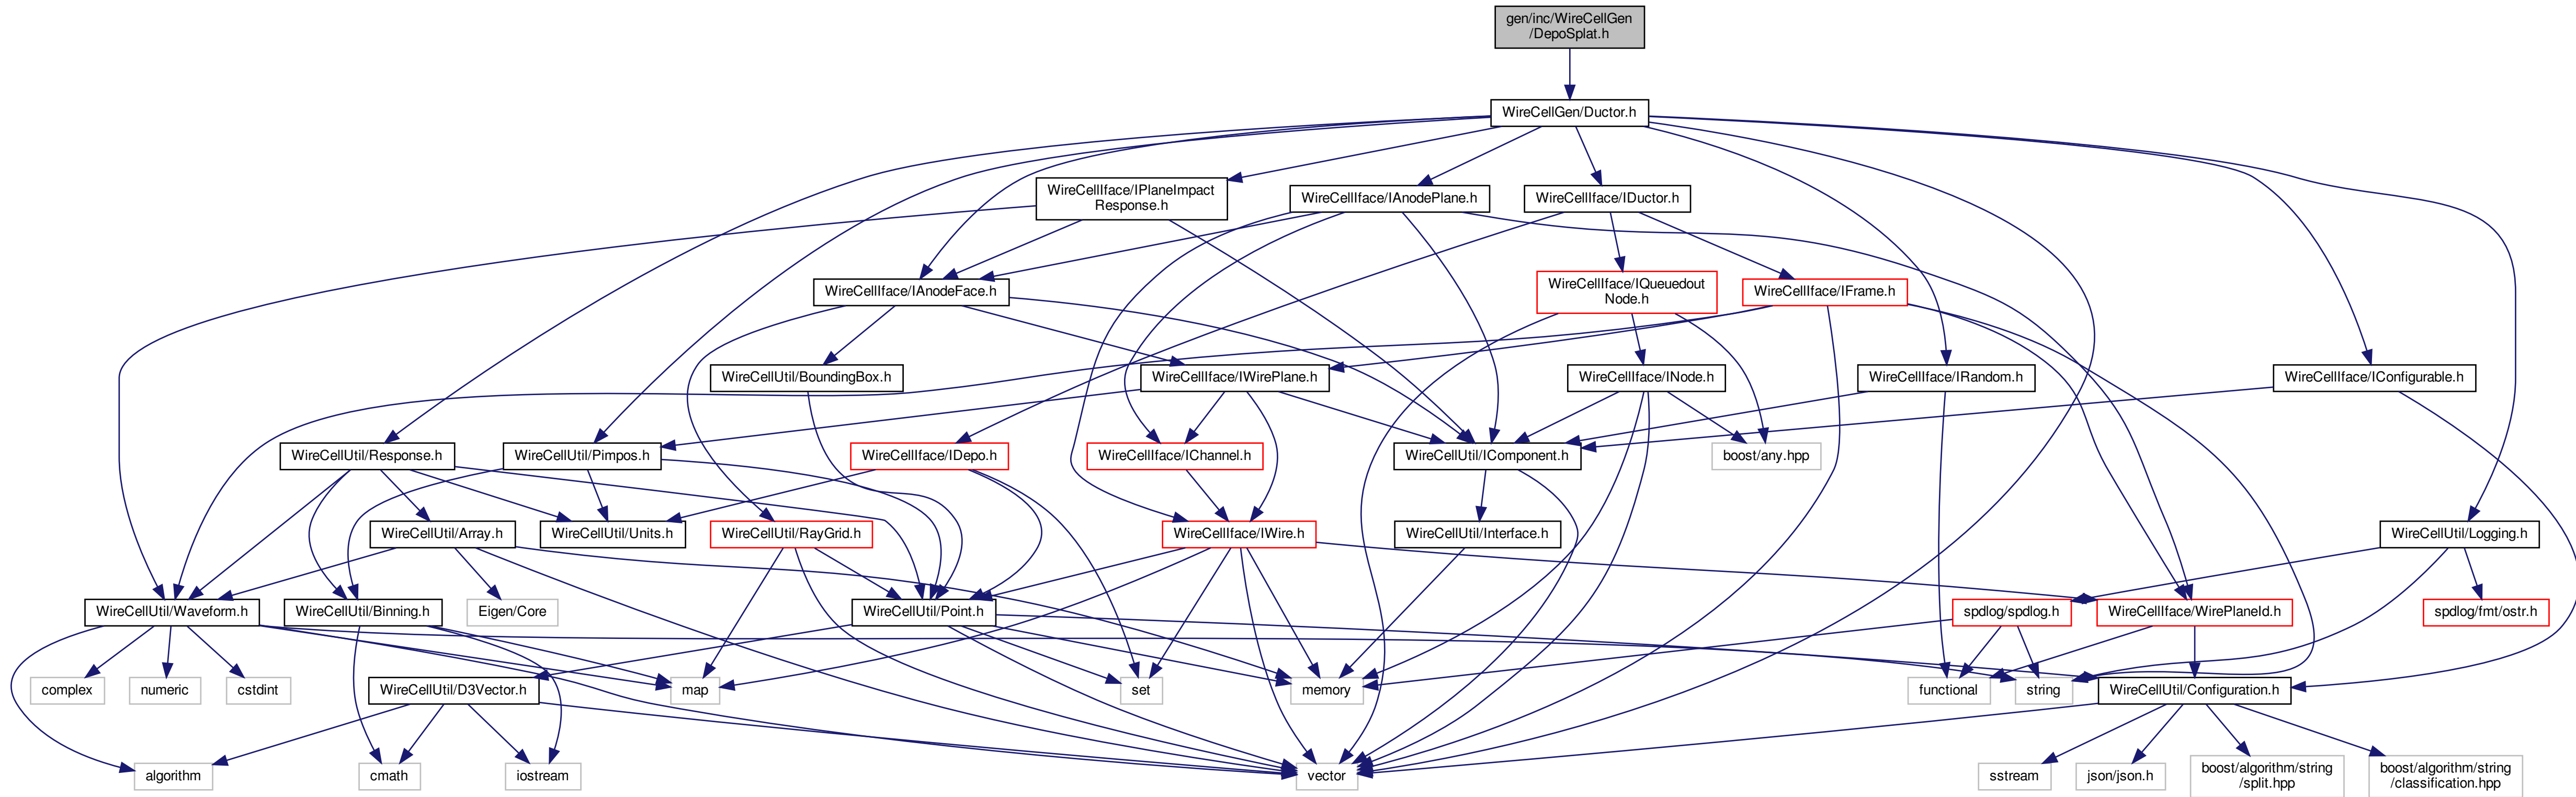 gen/inc/WireCellGen
/DepoSplat.h
WireCellGen/Ductor.h
WireCellIface/IPlaneImpact
Response.h
WireCellIface/IAnodePlane.h
WireCellIface/IDuctor.h
WireCellIface/IAnodeFace.h
WireCellIface/IQueuedout
Node.h
WireCellIface/IFrame.h
WireCellUtil/BoundingBox.h
WireCellIface/IWirePlane.h
WireCellIface/INode.h
WireCellIface/IRandom.h
WireCellIface/IConfigurable.h
WireCellUtil/Response.h
WireCellUtil/Pimpos.h
WireCellIface/IDepo.h
WireCellIface/IChannel.h
WireCellUtil/IComponent.h
boost/any.hpp
WireCellUtil/Array.h
WireCellUtil/Units.h
WireCellUtil/RayGrid.h
WireCellIface/IWire.h
WireCellUtil/Interface.h
WireCellUtil/Logging.h
WireCellUtil/Waveform.h
WireCellUtil/Binning.h
Eigen/Core
WireCellUtil/Point.h
spdlog/spdlog.h
WireCellIface/WirePlaneId.h
spdlog/fmt/ostr.h
complex
numeric
cstdint
WireCellUtil/D3Vector.h
map
set
memory
functional
string
WireCellUtil/Configuration.h
algorithm
cmath
iostream
vector
sstream
json/json.h
boost/algorithm/string
/split.hpp
boost/algorithm/string
/classification.hpp